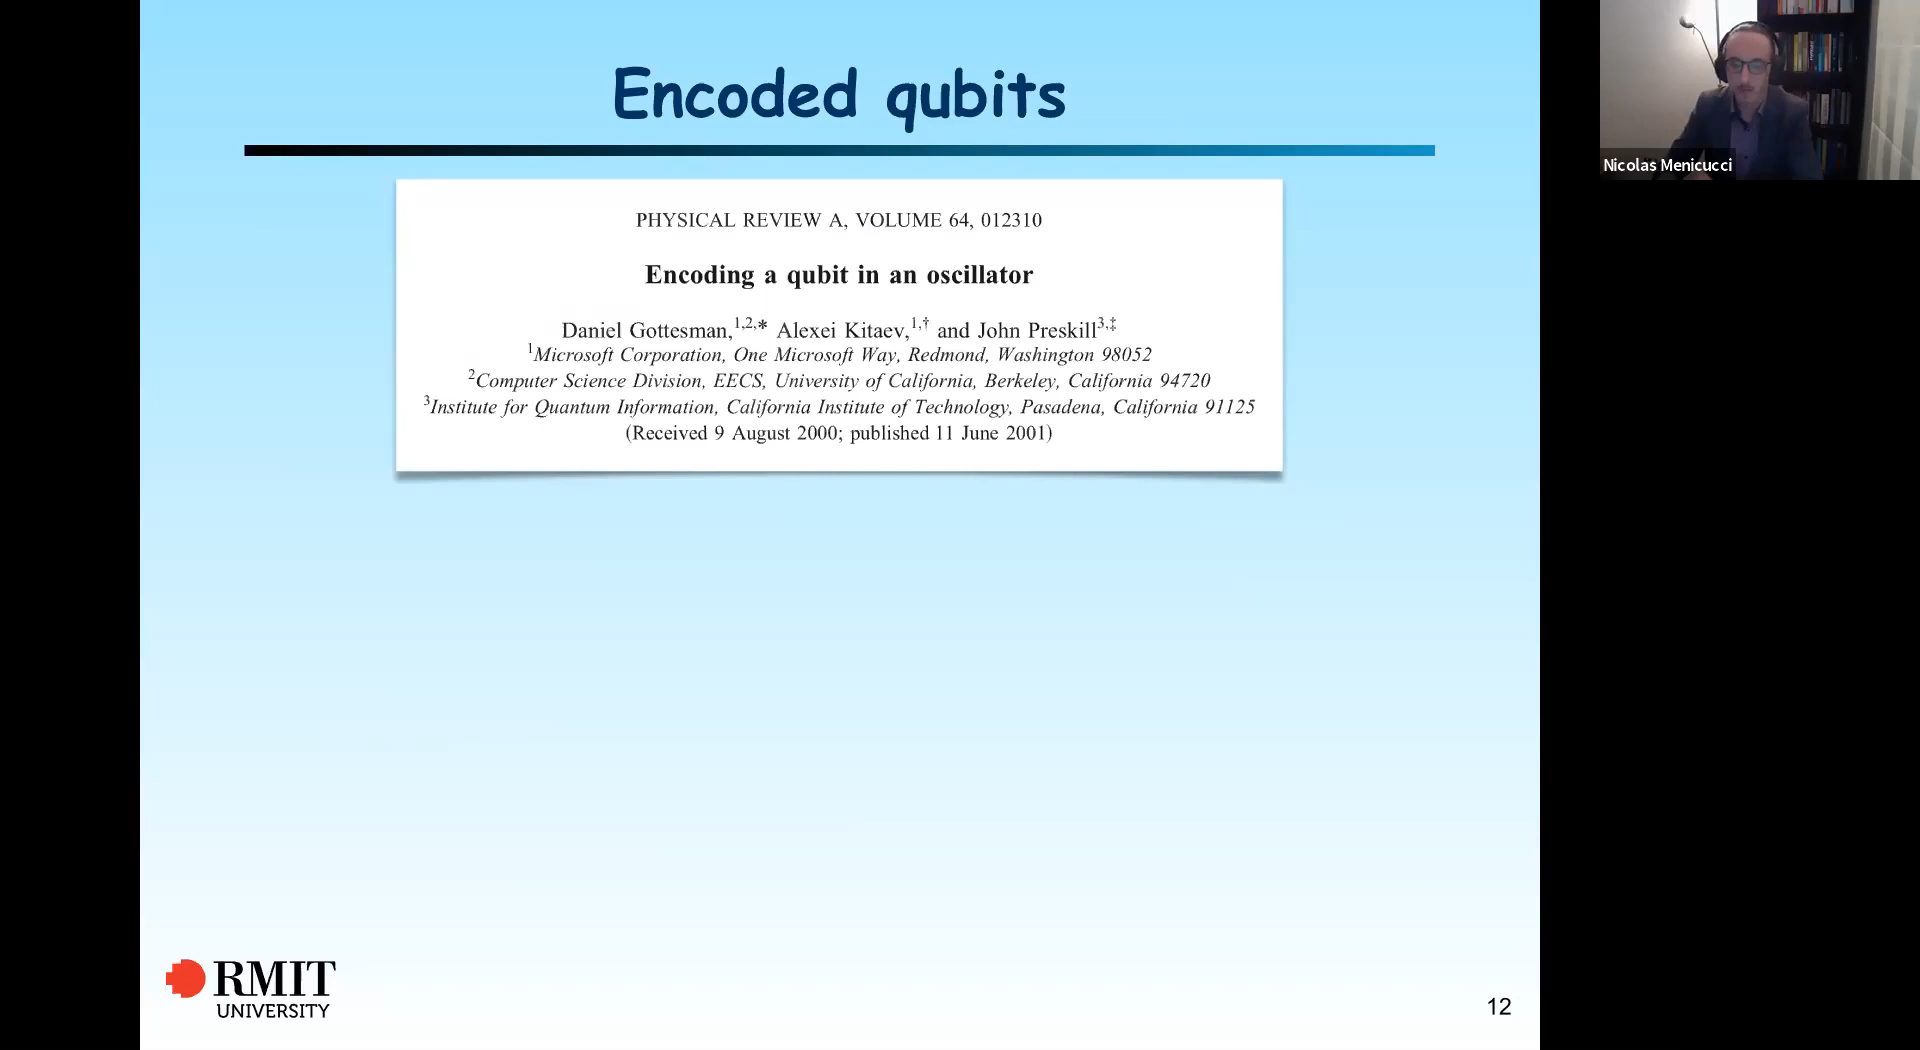 Encoded qubits
PHYSICAL REVIEW A, VOLUME 64, 012310
Encoding a qubit in an oscillator
Daniel Gottesman,1,2,* Alexei Kitaev,1,† and John Preskill3,‡
1Microsoft Corporation, One Microsoft Way, Redmond, Washington 98052
2Computer Science Division, EECS, University of California, Berkeley, California 94720
3Institute for Quantum Information, California Institute of Technology, Pasadena, California 91125
(Received 9 August 2000; published 11 June 2001)
RMIT
UNIVERSITY
12
Nicolas Menicucci